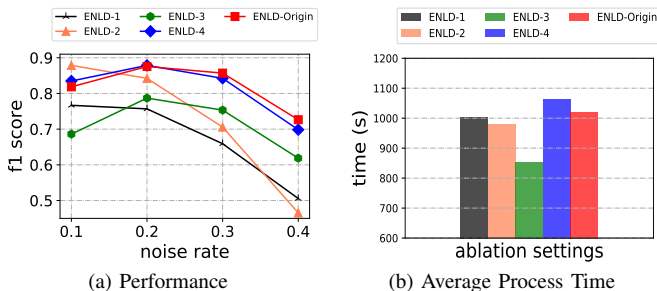 ENLD-1 ENLD-3 ENLD-Origin
ENLD-2 ENLD-4
0.9
0.8
0.7
0.6
0.5
f1 score
0.1 0.2 0.3 0.4
noise rate
(a) Performance
ENLD-1 ENLD-3 ENLD-Origin
ENLD-2 ENLD-4
1200
1100
1000
900
800
700
600
time (s)
ablation settings
(b) Average Process Time